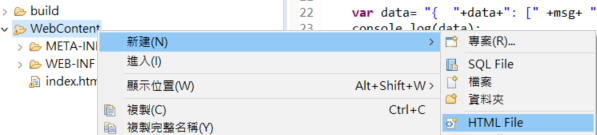 build
WebContent
META-INF
WEB-INF
index.htm
22 var data= "{ "+data+": [" +msg+ "
23 console.log(data);
新建(N)
進入(I)
顯示位置(W) Alt+Shift+W
複製(C) Ctrl+C
複製完整名稱(Y)
專案(R)...
SQL File
檔案
資料夾
HTML File